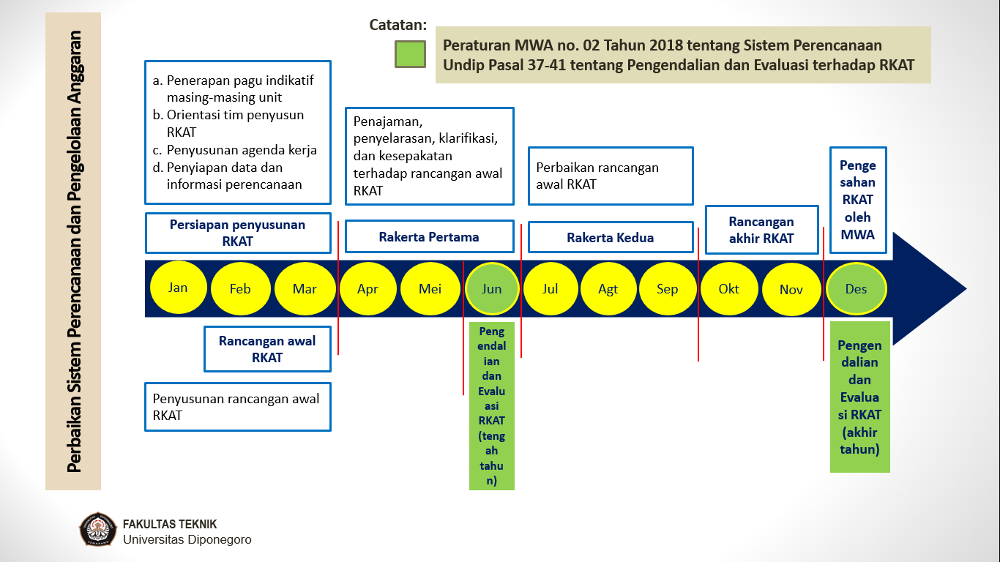 Perbaikan Sistem Perencanaan dan Pengelolaan Anggaran
Catatan:
Peraturan MWA no. 02 Tahun 2018 tentang Sistem Perencanaan
Undip Pasal 37-41 tentang Pengendalian dan Evaluasi terhadap RKAT
a. Penerapan pagu indikatif
masing-masing unit
b. Orientasi tim penyusun
RKAT
c. Penyusunan agenda kerja
d. Penyiapan data dan
informasi perencanaan
Penajaman,
penyelarasan, klarifikasi,
dan kesepakatan
terhadap rancangan awal
RKAT
Perbaikan rancangan
awal RKAT
Penge
sahan
RKAT
oleh
MWA
Persiapan penyusunan
RKAT
Rakerta Pertama
Rakerta Kedua
Rancangan
akhir RKAT
Jan
Feb
Mar
Apr
Mei
Jun
Jul
Agt
Sep
Okt
Nov
Des
Rancangan awal
RKAT
Penyusunan rancangan awal
RKAT
Peng
endal
ian
dan
Evalu
asi
RKAT
(teng
ah
tahu
n)
Pengen
dalian
dan
Evalua
si RKAT
(akhir
tahun)
FAKULTAS TEKNIK
Universitas Diponegoro